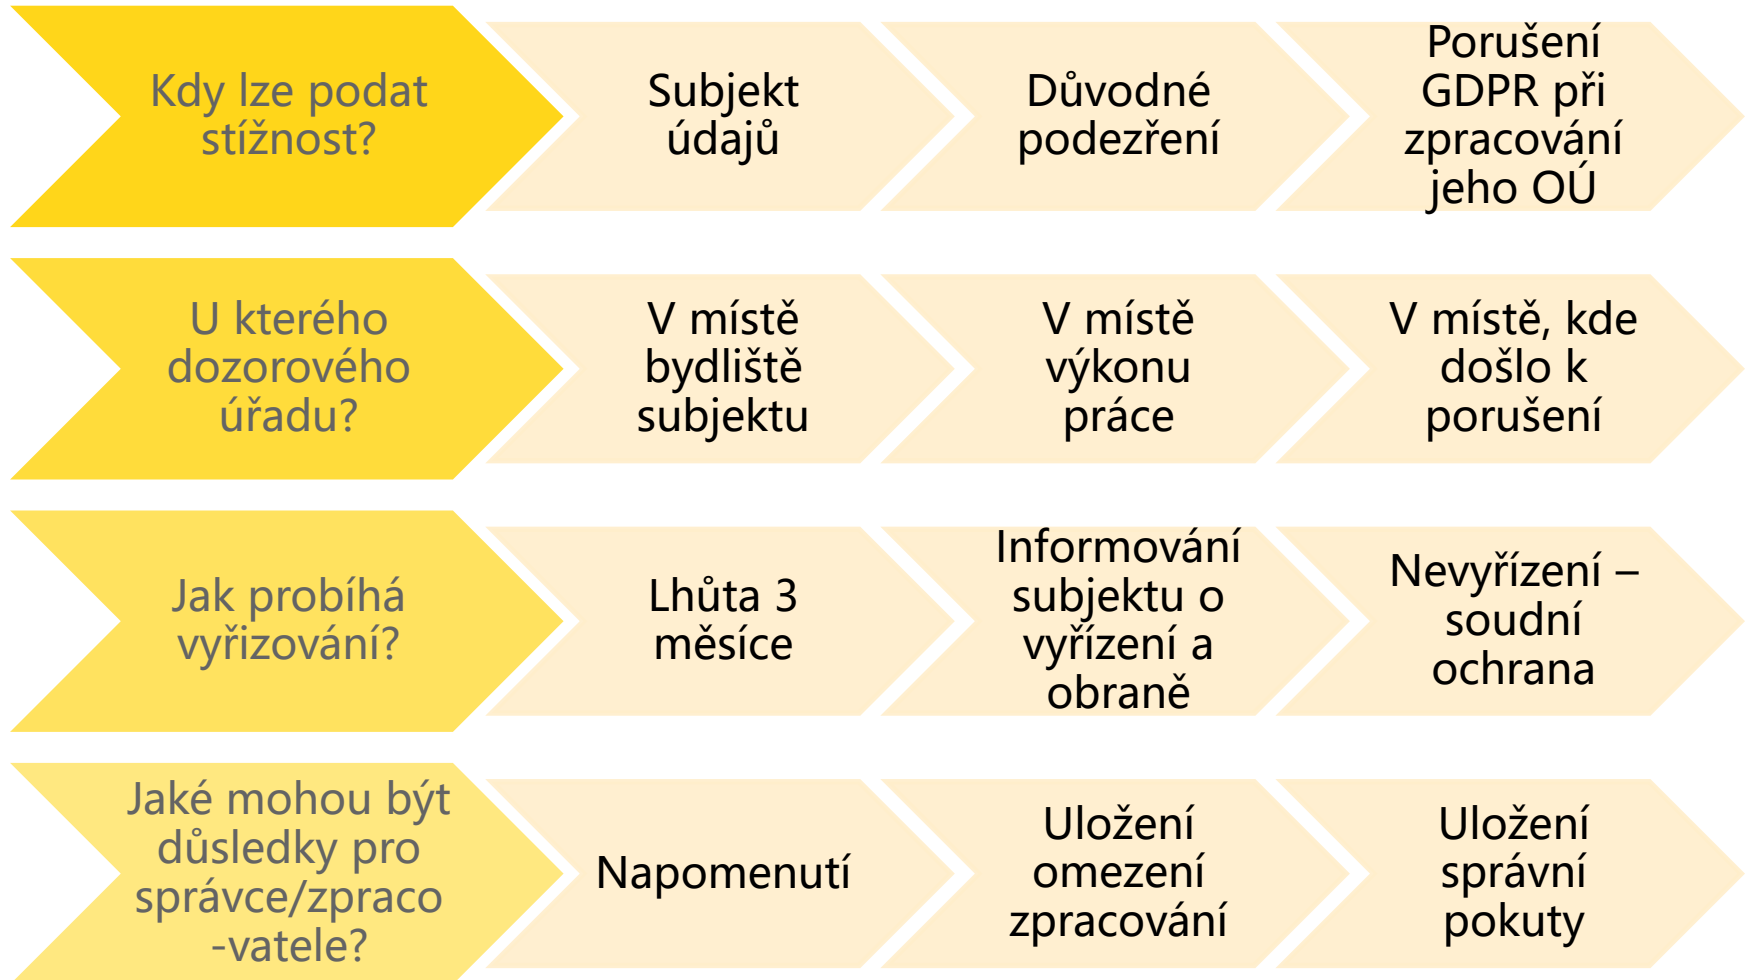 Kdy lze podat
stížnost?
Subjekt
údajů
Důvodné
podezření
Porušení
GDPR při
zpracování
jeho OÚ
U kterého
dozorového
úřadu?
V místě
bydliště
subjektu
V místě
výkonu
práce
V místě, kde
došlo k
porušení
Jak probíhá
vyřizování?
Lhůta 3
měsíce
Informování
subjektu o
vyřízení a
obraně
Nevyřízení –
soudní
ochrana
Jaké mohou být
důsledky pro
správce/zpraco
-vatele?
Napomenutí
Uložení
omezení
zpracování
Uložení
správní
pokuty